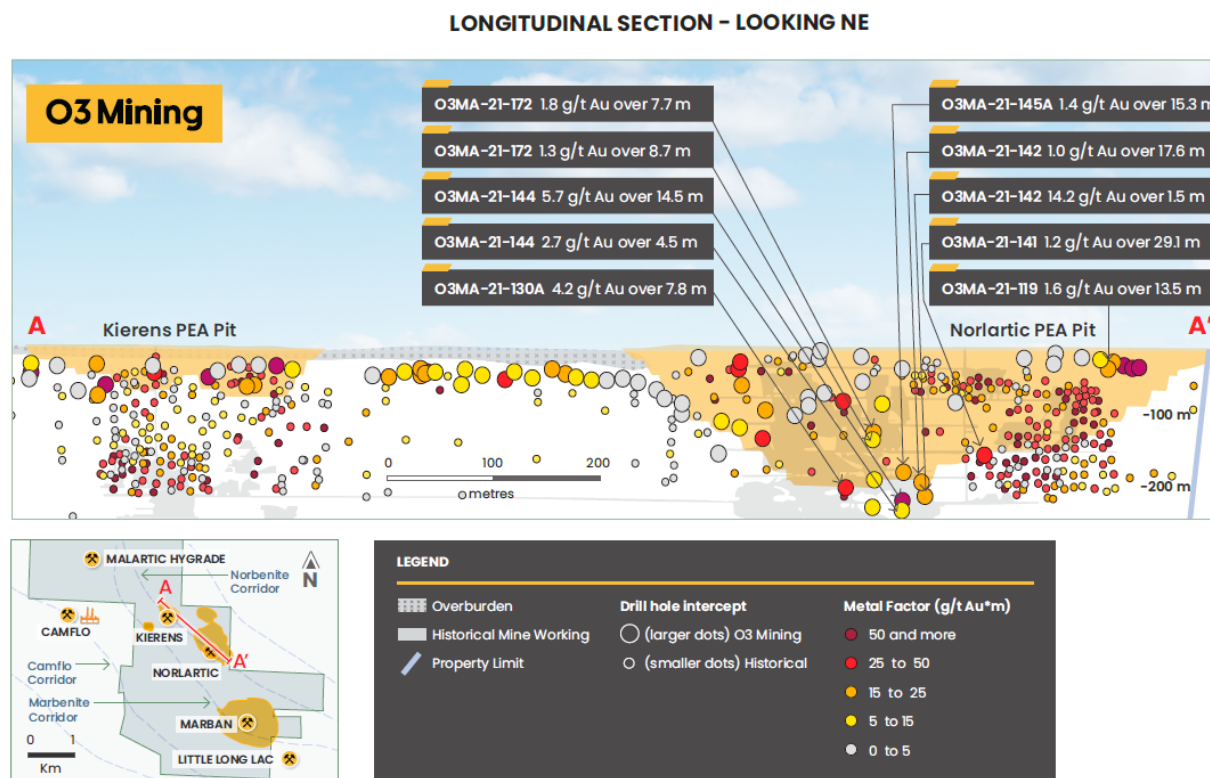 LONGITUDINAL SECTION - LOOKING NE
O3 Mining
O3MA-21-172 1.8 g/t Au over 7.7 m
O3MA-21-172 1.3 g/t Au over 8.7 m
O3MA-21-144 5.7 g/t Au over 14.5 m
O3MA-21-144 2.7 g/t Au over 4.5 m
O3MA-21-130A 4.2 g/t Au over 7.8 m
O3MA-21-145A 1.4 g/t Au over 15.3 m
O3MA-21-142 1.0 g/t Au over 17.6 m
O3MA-21-142 14.2 g/t Au over 1.5 m
O3MA-21-141 1.2 g/t Au over 29.1 m
O3MA-21-119 1.6 g/t Au over 13.5 m
A
Kierens PEA Pit
Norlartic PEA Pit
A'
-100 m
0 100 200
metres
-200 m
MALARTIC HYGRADE
Norbenite
Corridor
N
A
CAMFLO
KIERENS
A'
NORLARTIC
Camflo
Corridor
Marbenite
Corridor
MARBAN
0 1
Km
LITTLE LONG LAC
LEGEND
Overburden
Historical Mine Working
Property Limit
Drill hole intercept
(larger dots) O3 Mining
(smaller dots) Historical
Metal Factor (g/t Au*m)
50 and more
25 to 50
15 to 25
5 to 15
0 to 5